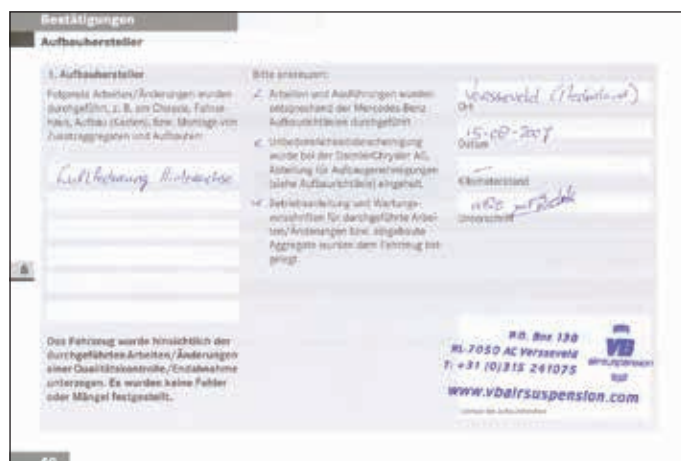 Bestätigungen
Aufbauhersteller
1. Aufbauhersteller
Folgende Arbeiten/Änderungen wurden
durchgeführt, z. B. am Chassis, Fahrer-
haus, Aufbau (Kasten), bzw. Montage von
Zusatzaggregaten und Aufbauten:
Luftfederung Hinterachse
Das Fahrzeug wurde hinsichtlich der
durchgeführten Arbeiten/Änderungen
einer Qualitätskontrolle/Endabnahme
unterzogen. Es wurden keine Fehler
oder Mängel festgestellt.
Bitte ankreuzen:
Arbeiten und Ausführungen wurden
entsprechend der Mercedes-Benz
Aufbaurichtlinien durchgeführt
Unbedenklichkeitsbescheinigung
wurde bei der DaimlerChrysler AG,
Abteilung für Aufbaugenehmigungen
(siehe Aufbaurichtlinie) eingeholt.
Betriebsanleitung und Wartungs-
vorschriften für durchgeführte Arbei-
ten/Änderungen bzw. eingebaute
Aggregate wurden dem Fahrzeug bei-
gelegt
Varsseveld (Nederland)
Ort
15-08-2007
Datum
Kilometerstand
Unterschrift
P.O. Box 130
NL-7050 AC Varsseveld
T: +31 (0)315 241075
www.vbairsuspension.com
VB
airsuspension
6